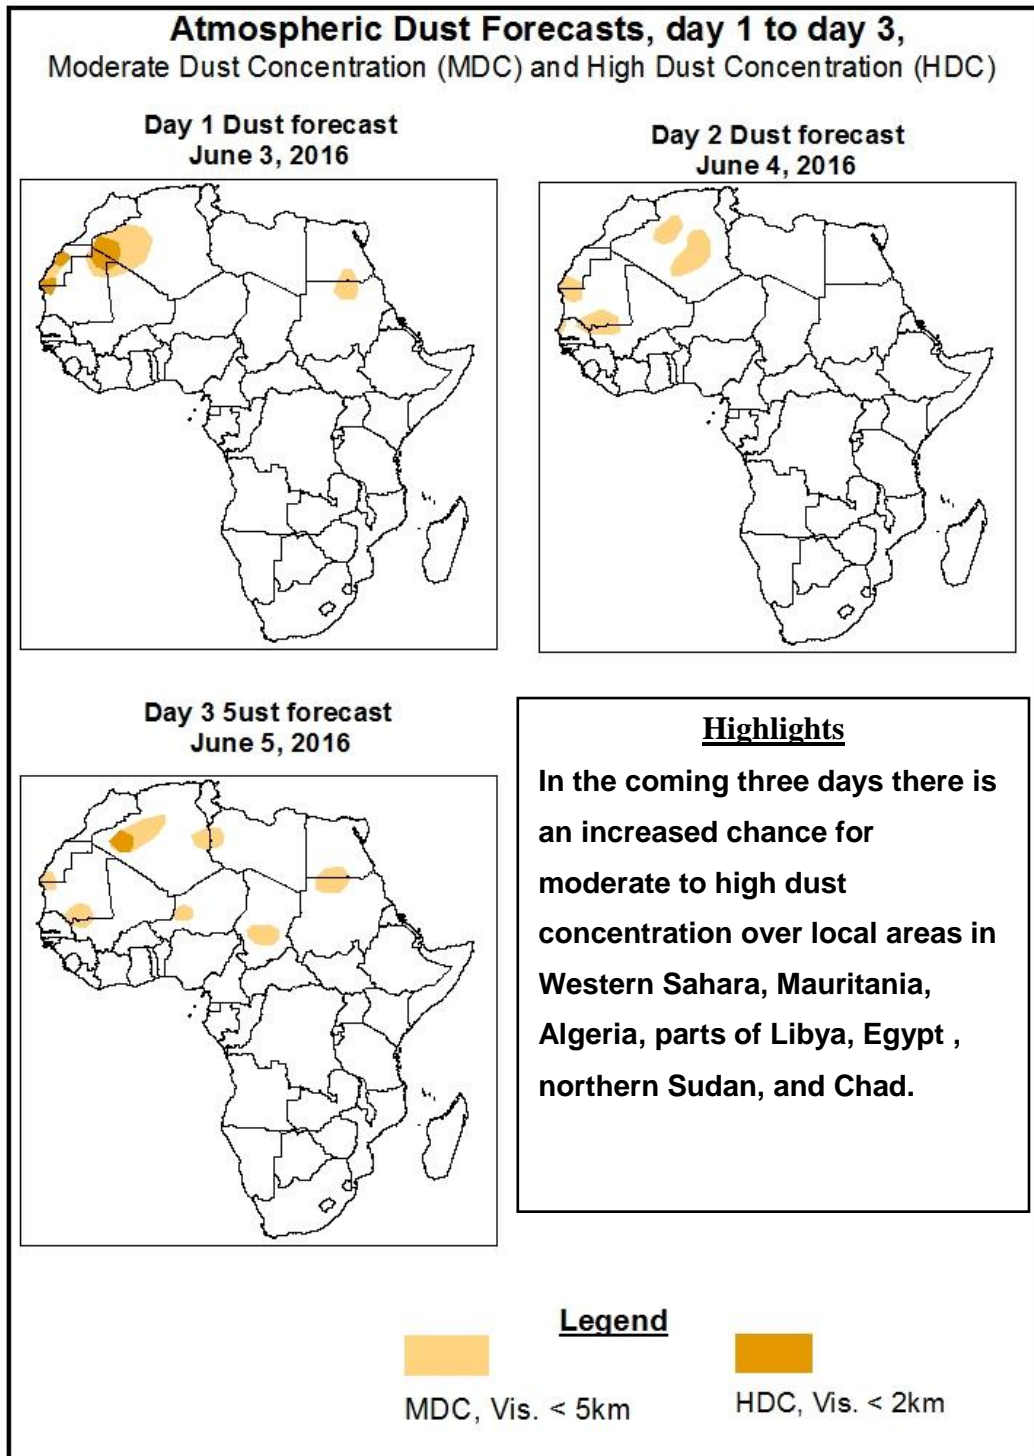 Atmospheric Dust Forecasts, day 1 to day 3,
Moderate Dust Concentration (MDC) and High Dust Concentration (HDC)
Day 1 Dust forecast
June 3, 2016
Day 2 Dust forecast
June 4, 2016
Day 3 5ust forecast
June 5, 2016
Highlights
In the coming three days there is
an increased chance for
moderate to high dust
concentration over local areas in
Western Sahara, Mauritania,
Algeria, parts of Libya, Egypt ,
northern Sudan, and Chad.
Legend
MDC, Vis. < 5km
HDC, Vis. < 2km